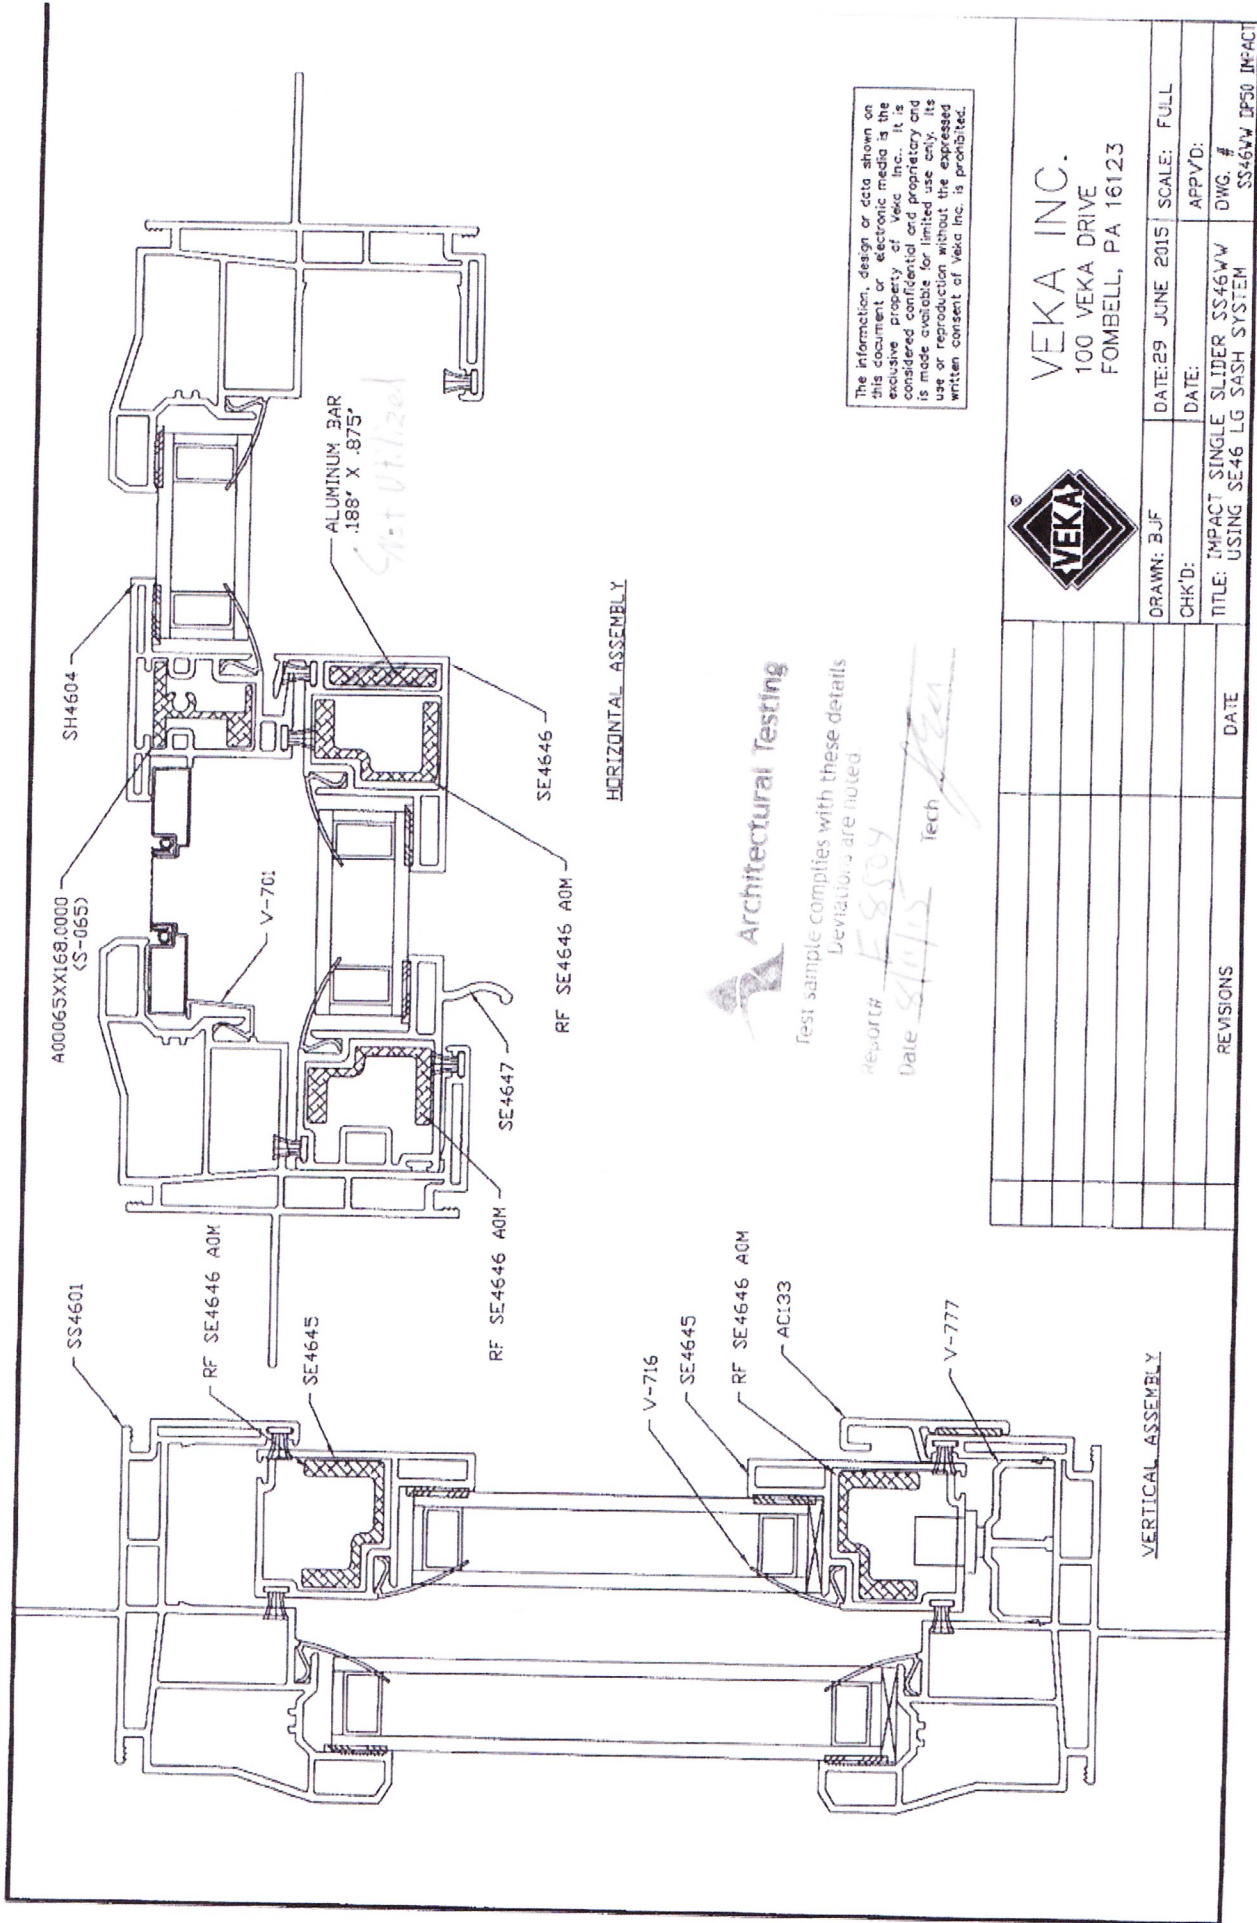 SS4601
RF SE4646 AOM
SE4645
V-716
SE4645
RF SE4646 AOM
AC133
V-777
VERTICAL ASSEMBLY
A00065XX168.0000
(S-065)
SH4604
V-701
ALUMINUM BAR
.188" X .875"
Not Utilized
RF SE4646 AOM
SE4647
RF SE4646 AOM
SE4646
HORIZONTAL ASSEMBLY
Architectural Testing
Test sample complies with these details
Deviations are noted
Report#
Date Tech
The information, design or data shown on
this document or electronic media is the
exclusive property of Veka Inc.. It is
considered confidential and proprietary and
is made available for limited use only. Its
use or reproduction without the expressed
written consent of Veka Inc. is prohibited.
VEKA
®
VEKA INC.
100 VEKA DRIVE
FOMBELL, PA 16123
DRAWN: BJF
DATE:29 JUNE 2015
SCALE: FULL
CHK'D:
DATE:
APPV'D:
TITLE: IMPACT SINGLE SLIDER SS46WW
USING SE46 LG SASH SYSTEM
DWG. #
SS46WW DP50 IMPACT
REVISIONS
DATE